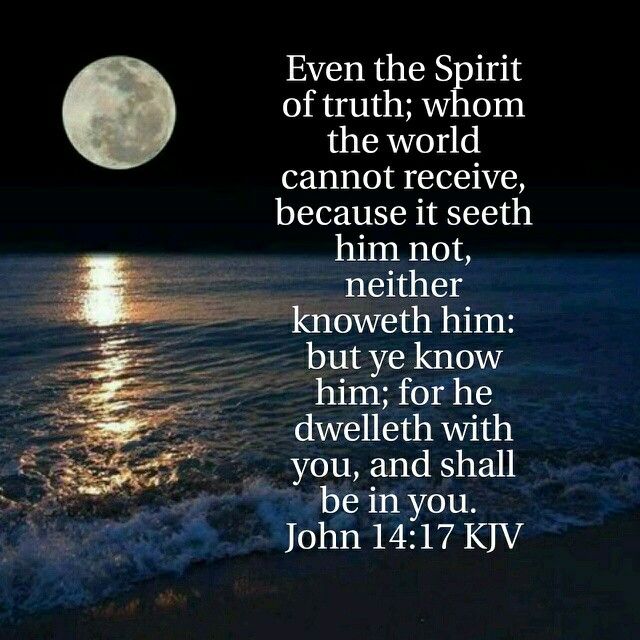 Even the Spirit
of truth; whom
the world
cannot receive,
because it seeth
him not,
neither
knoweth him:
but ye know
him; for he
dwelleth with
you, and shall
be in you.
John 14:17 KJV